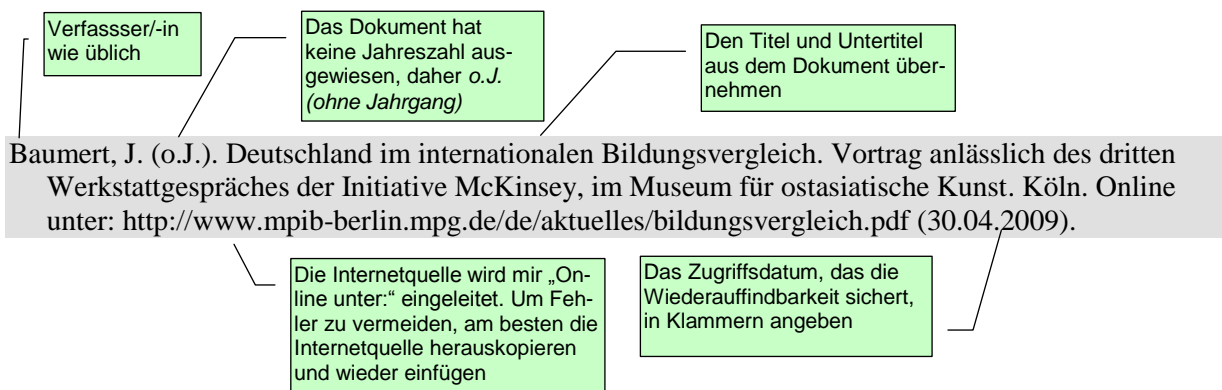 Verfassser/-in
wie üblich
Das Dokument hat
keine Jahreszahl aus-
gewiesen, daher o.J.
(ohne Jahrgang)
Den Titel und Untertitel
aus dem Dokument über-
nehmen
Baumert, J. (o.J.). Deutschland im internationalen Bildungsvergleich. Vortrag anlässlich des dritten
Werkstattgespräches der Initiative McKinsey, im Museum für ostasiatische Kunst. Köln. Online
unter: http://www.mpib-berlin.mpg.de/de/aktuelles/bildungsvergleich.pdf (30.04.2009).
Die Internetquelle wird mir „On-
line unter:“ eingeleitet. Um Feh-
ler zu vermeiden, am besten die
Internetquelle herauskopieren
und wieder einfügen
Das Zugriffsdatum, das die
Wiederauffindbarkeit sichert,
in Klammern angeben